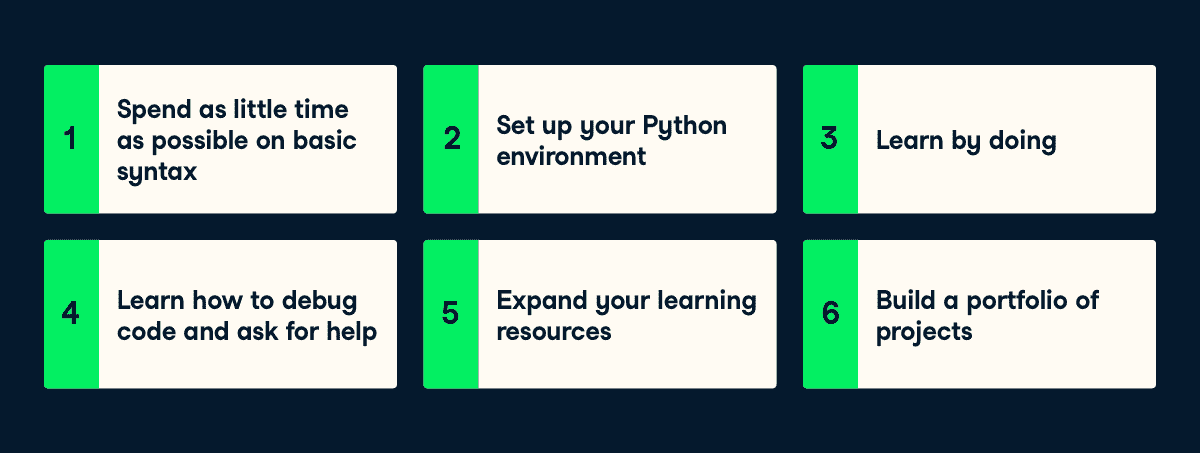 1
Spend as little time
as possible on basic
syntax
2
Set up your Python
environment
3
Learn by doing
4
Learn how to debug
code and ask for help
5
Expand your learning
resources
6
Build a portfolio of
projects